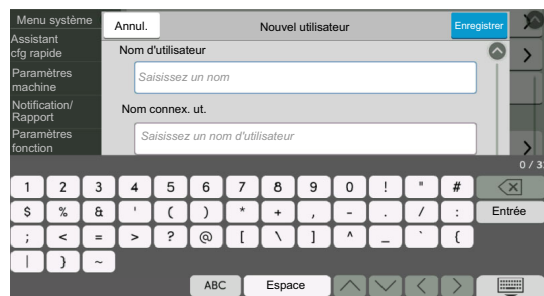 Menu système
Annul.
Nouvel utilisateur
Enregistrer
Assistant
cfg rapide
Nom d'utilisateur
Saisissez un nom
Paramètres
machine
Notification/
Rapport
Nom connex. ut.
Paramètres
fonction
Saisissez un nom d'utilisateur
0 / 3
1 2 3 4 5 6 7 8 9 0 ! " #
$ % & ' ( ) * + , - . / : Entrée
; < = > ? @ [ \ ] ^ _ ` {
| } ~
ABC Espace